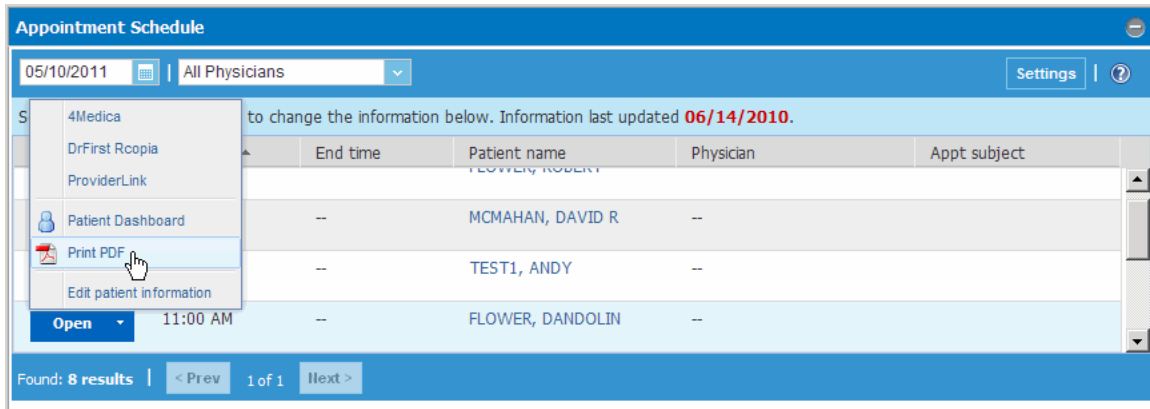 Appointment Schedule
05/10/2011 | All Physicians Settings |
to change the information below. Information last updated 06/14/2010.
End time Patient name Physician Appt subject
4Medica
DrFirst Rcopia
ProviderLink
Patient Dashboard
Print PDF
Edit patient information
-- MCMAHAN, DAVID R --
-- TEST1, ANDY --
Open 11:00 AM -- FLOWER, DANDOLIN --
Found: 8 results | < Prev 1 of 1 Next >